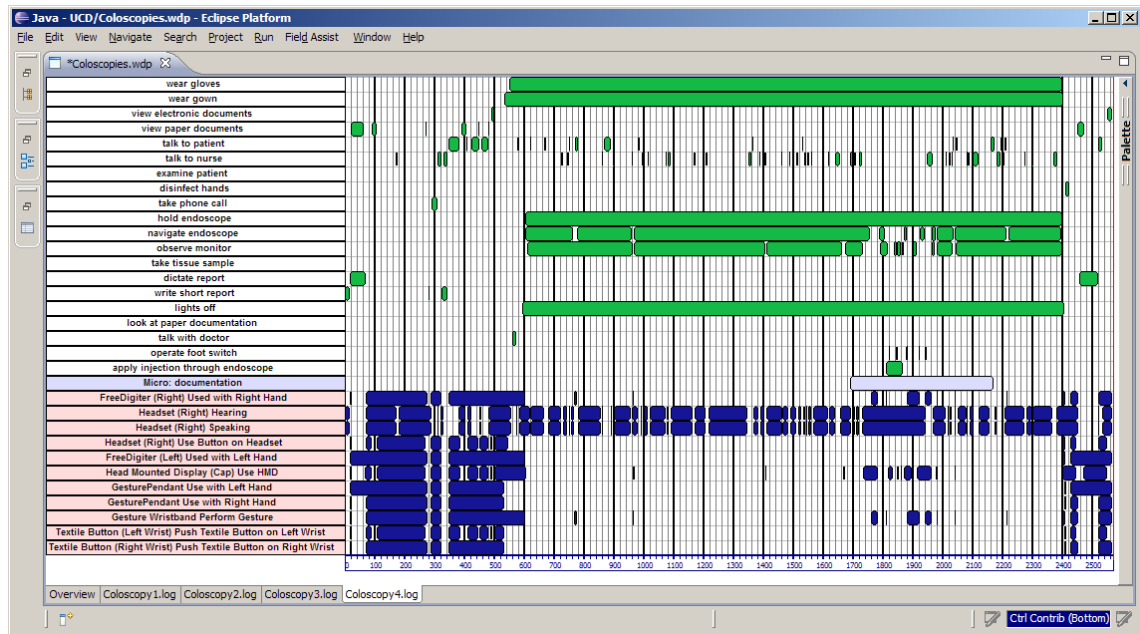 Java - UCD/Coloscopies.wdp - Eclipse Platform
File Edit View Navigate Search Project Run Field Assist Window Help
*Coloscopies.wdp
wear gloves
wear gown
view electronic documents
view paper documents
talk to patient
talk to nurse
examine patient
disinfect hands
take phone call
hold endoscope
navigate endoscope
observe monitor
take tissue sample
dictate report
write short report
lights off
look at paper documentation
talk with doctor
operate foot switch
apply injection through endoscope
Micro: documentation
FreeDigiter (Right) Used with Right Hand
Headset (Right) Hearing
Headset (Right) Speaking
Headset (Right) Use Button on Headset
FreeDigiter (Left) Used with Left Hand
Head Mounted Display (Cap) Use HMD
GesturePendant Use with Left Hand
GesturePendant Use with Right Hand
Gesture Wristband Perform Gesture
Textile Button (Left Wrist) Push Textile Button on Left Wrist
Textile Button (Right Wrist) Push Textile Button on Right Wrist
0 100 200 300 400 500 600 700 800 900 1000 1100 1200 1300 1400 1500 1600 1700 1800 1900 2000 2100 2200 2300 2400 2500
Palette
Overview Coloscopy1.log Coloscopy2.log Coloscopy3.log Coloscopy4.log
Ctrl Contrib (Bottom)